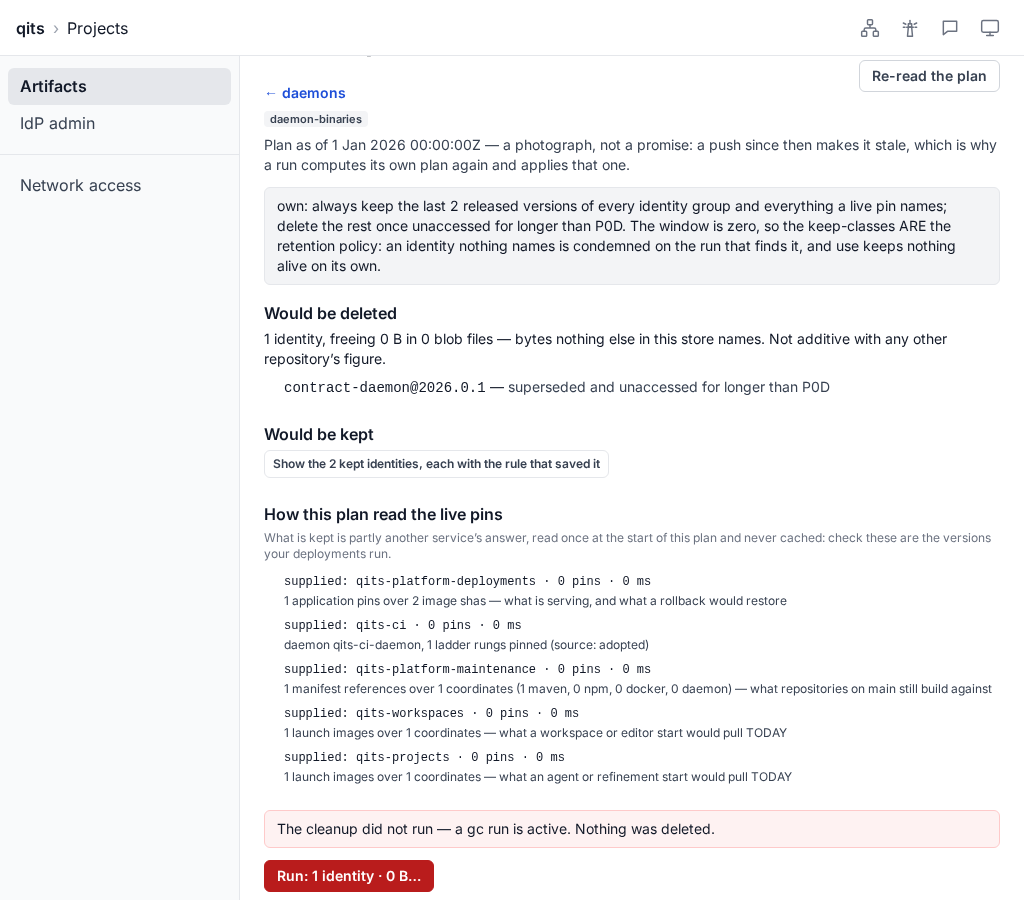 qits › Projects
Artifacts
IdP admin
Network access
Re-read the plan
← daemons
daemon-binaries
Plan as of 1 Jan 2026 00:00:00Z — a photograph, not a promise: a push since then makes it stale, which is why
a run computes its own plan again and applies that one.
own: always keep the last 2 released versions of every identity group and everything a live pin names;
delete the rest once unaccessed for longer than P0D. The window is zero, so the keep-classes ARE the
retention policy: an identity nothing names is condemned on the run that finds it, and use keeps nothing
alive on its own.
Would be deleted
1 identity, freeing 0 B in 0 blob files — bytes nothing else in this store names. Not additive with any other
repository’s figure.
contract-daemon@2026.0.1 — superseded and unaccessed for longer than P0D
Would be kept
Show the 2 kept identities, each with the rule that saved it
How this plan read the live pins
What is kept is partly another service’s answer, read once at the start of this plan and never cached: check these are the versions
your deployments run.
supplied: qits-platform-deployments · 0 pins · 0 ms
1 application pins over 2 image shas — what is serving, and what a rollback would restore
supplied: qits-ci · 0 pins · 0 ms
daemon qits-ci-daemon, 1 ladder rungs pinned (source: adopted)
supplied: qits-platform-maintenance · 0 pins · 0 ms
1 manifest references over 1 coordinates (1 maven, 0 npm, 0 docker, 0 daemon) — what repositories on main still build against
supplied: qits-workspaces · 0 pins · 0 ms
1 launch images over 1 coordinates — what a workspace or editor start would pull TODAY
supplied: qits-projects · 0 pins · 0 ms
1 launch images over 1 coordinates — what an agent or refinement start would pull TODAY
The cleanup did not run — a gc run is active. Nothing was deleted.
Run: 1 identity · 0 B…